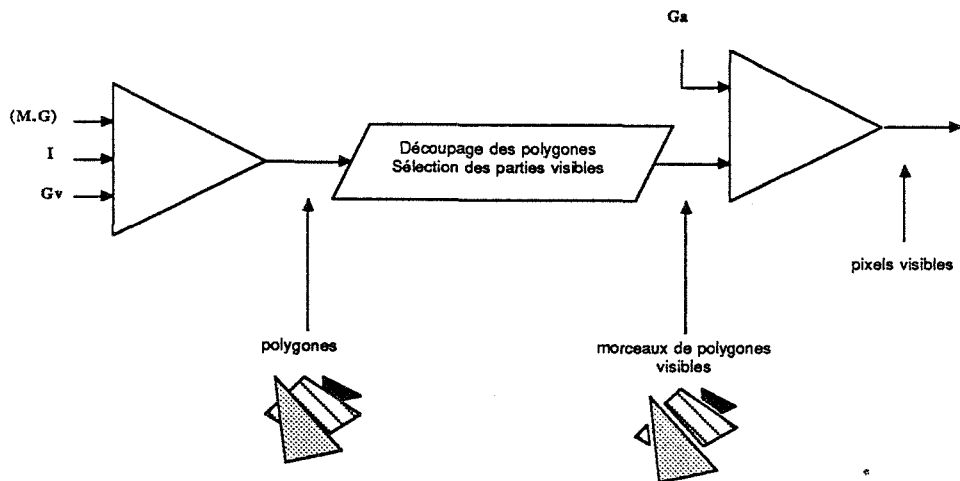 Ga
(M.G)
I
Gv
Découpage des polygones
Sélection des parties visibles
pixels visibles
polygones
morceaux de polygones
visibles